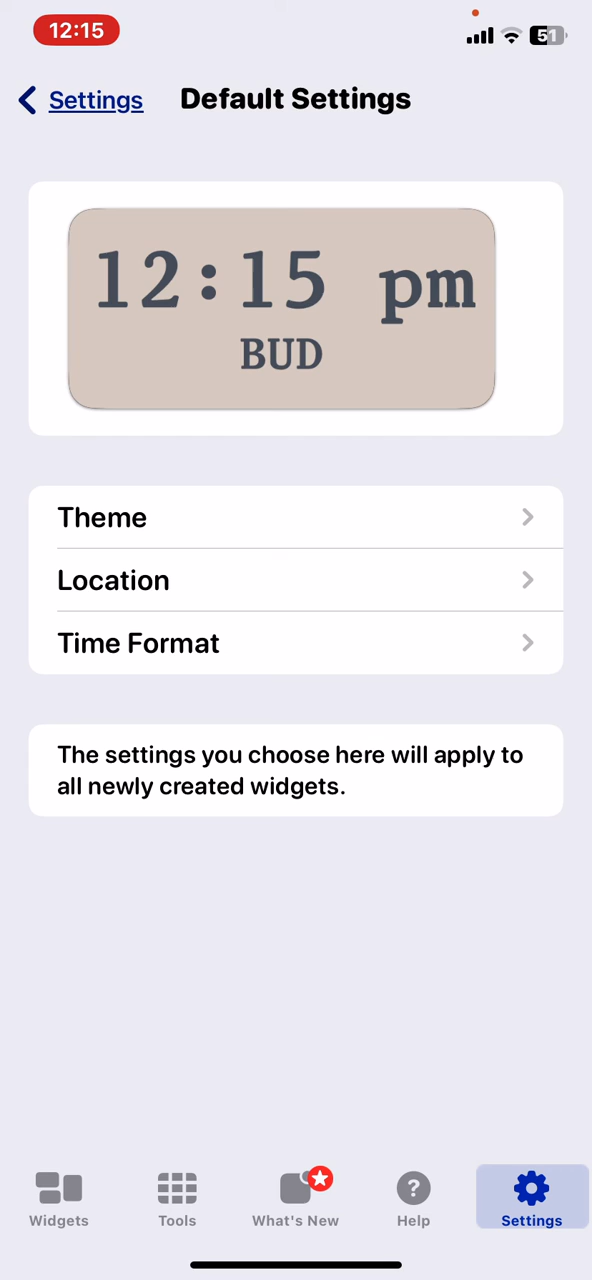 12:15
51
Settings
Default Settings
12:15 pm
BUD
Theme
Location
Time Format
The settings you choose here will apply to
all newly created widgets.
Widgets
Tools
What's New
?
Help
Settings